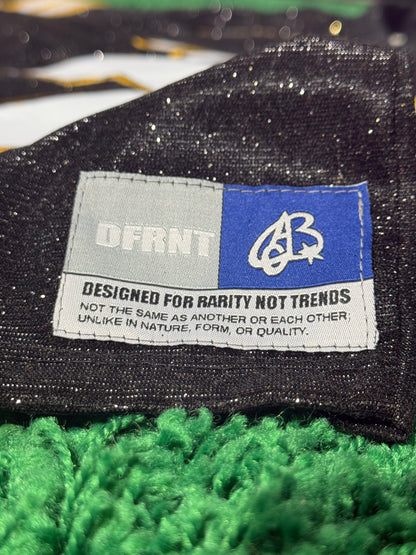 DFRNT
DESIGNED FOR RARITY NOT TRENDS
NOT THE SAME AS ANOTHER OR EACH OTHER;
UNLIKE IN NATURE, FORM, OR QUALITY.